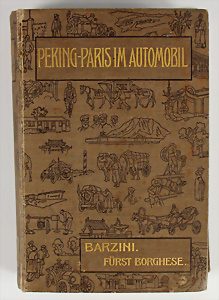 PEKING-PARIS IM AUTOMOBIL
BARZINI.
FÜRST BORGHESE.